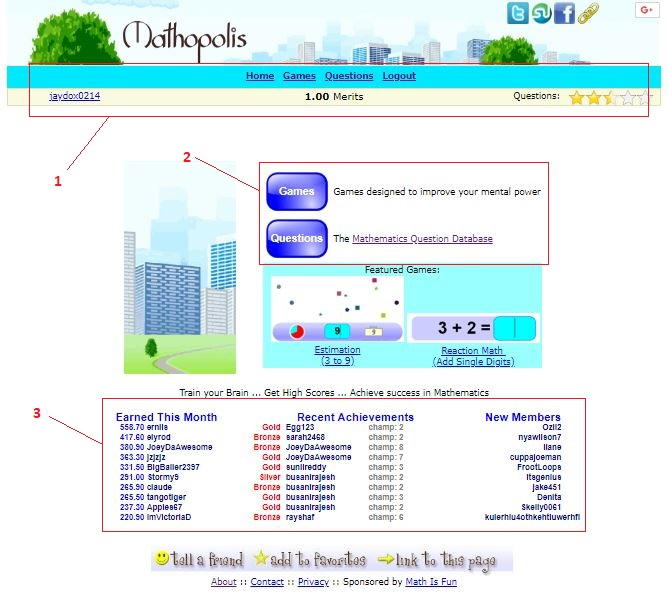 Mathopolis
G+
Home Games Questions Logout
jaydox0214 1.00 Merits Questions:
1
2
Games Games designed to improve your mental power
Questions The Mathematics Question Database
Featured Games:
9 9
3 + 2 =
Estimation
(3 to 9)
Reaction Math
(Add Single Digits)
Train your Brain ... Get High Scores ... Achieve success in Mathematics
3
Earned This Month Recent Achievements New Members
558.70 ernlis Gold Egg123 champ: 2 Ozil2
417.60 elyrod Bronze sarah2468 champ: 2 nyawilson7
380.90 JoeyDaAwesome Bronze JoeyDaAwesome champ: 8 liane
363.30 jzjzjz Gold JoeyDaAwesome champ: 7 cuppajoeman
331.50 BigBaller2397 Gold sunilreddy champ: 3 FrootLoops
291.00 Stormy9 Silver busanirajesh champ: 2 itsgenius
265.90 claude Bronze busanirajesh champ: 2 jake451
265.50 tangotiger Gold busanirajesh champ: 3 Denita
237.30 Apples67 Gold busanirajesh champ: 2 Skelly0061
220.90 ImVictoriaD Bronze rayshaf champ: 6
tell a friend add to favorites link to this page
About :: Contact :: Privacy :: Sponsored by Math Is Fun